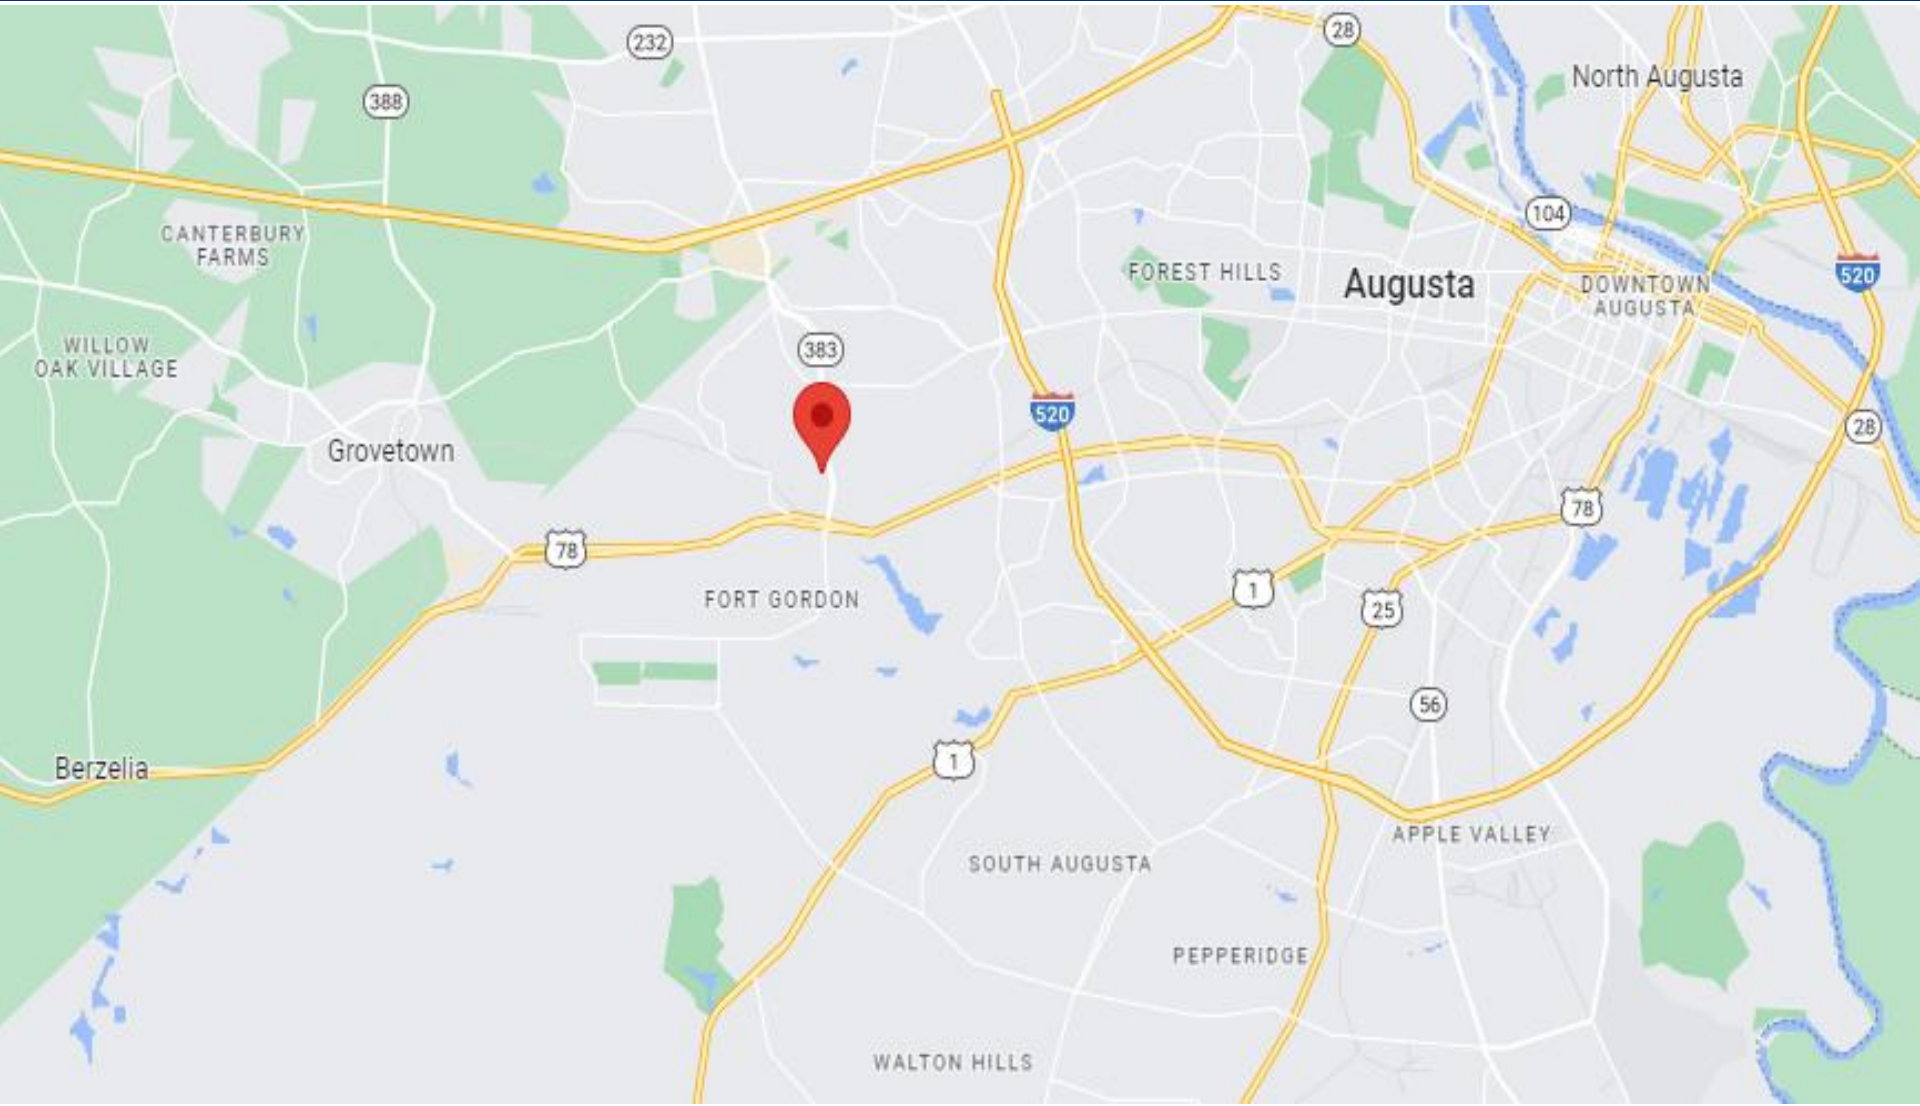 28
232
North Augusta
388
104
CANTERBURY
FARMS
FOREST HILLS
Augusta
520
DOWNTOWN
AUGUSTA
WILLOW
OAK VILLAGE
383
520
28
Grovetown
78
78
1
FORT GORDON
25
56
1
Berzelia
APPLE VALLEY
SOUTH AUGUSTA
PEPPERIDGE
WALTON HILLS